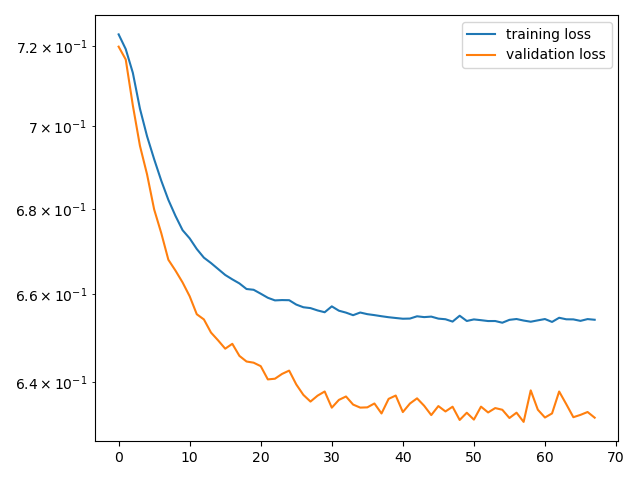 training loss
validation loss
7.2 × 10⁻¹
7 × 10⁻¹
6.8 × 10⁻¹
6.6 × 10⁻¹
6.4 × 10⁻¹
0 10 20 30 40 50 60 70